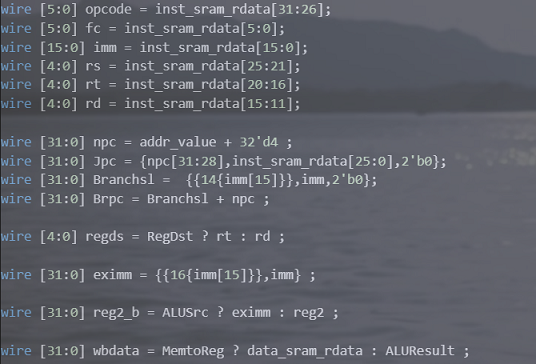 wire [5:0] opcode = inst_sram_rdata[31:26];
wire [5:0] fc = inst_sram_rdata[5:0];
wire [15:0] imm = inst_sram_rdata[15:0];
wire [4:0] rs = inst_sram_rdata[25:21];
wire [4:0] rt = inst_sram_rdata[20:16];
wire [4:0] rd = inst_sram_rdata[15:11];
wire [31:0] npc = addr_value + 32'd4 ;
wire [31:0] Jpc = {npc[31:28],inst_sram_rdata[25:0],2'b0};
wire [31:0] Branchsl =  {{14{imm[15]}},imm,2'b0};
wire [31:0] Brpc = Branchsl + npc ;
wire [4:0] regds = RegDst ? rt : rd ;
wire [31:0] eximm = {{16{imm[15]}},imm} ;
wire [31:0] reg2_b = ALUSrc ? eximm : reg2 ;
wire [31:0] wbdata = MemtoReg ? data_sram_rdata : ALUResult ;